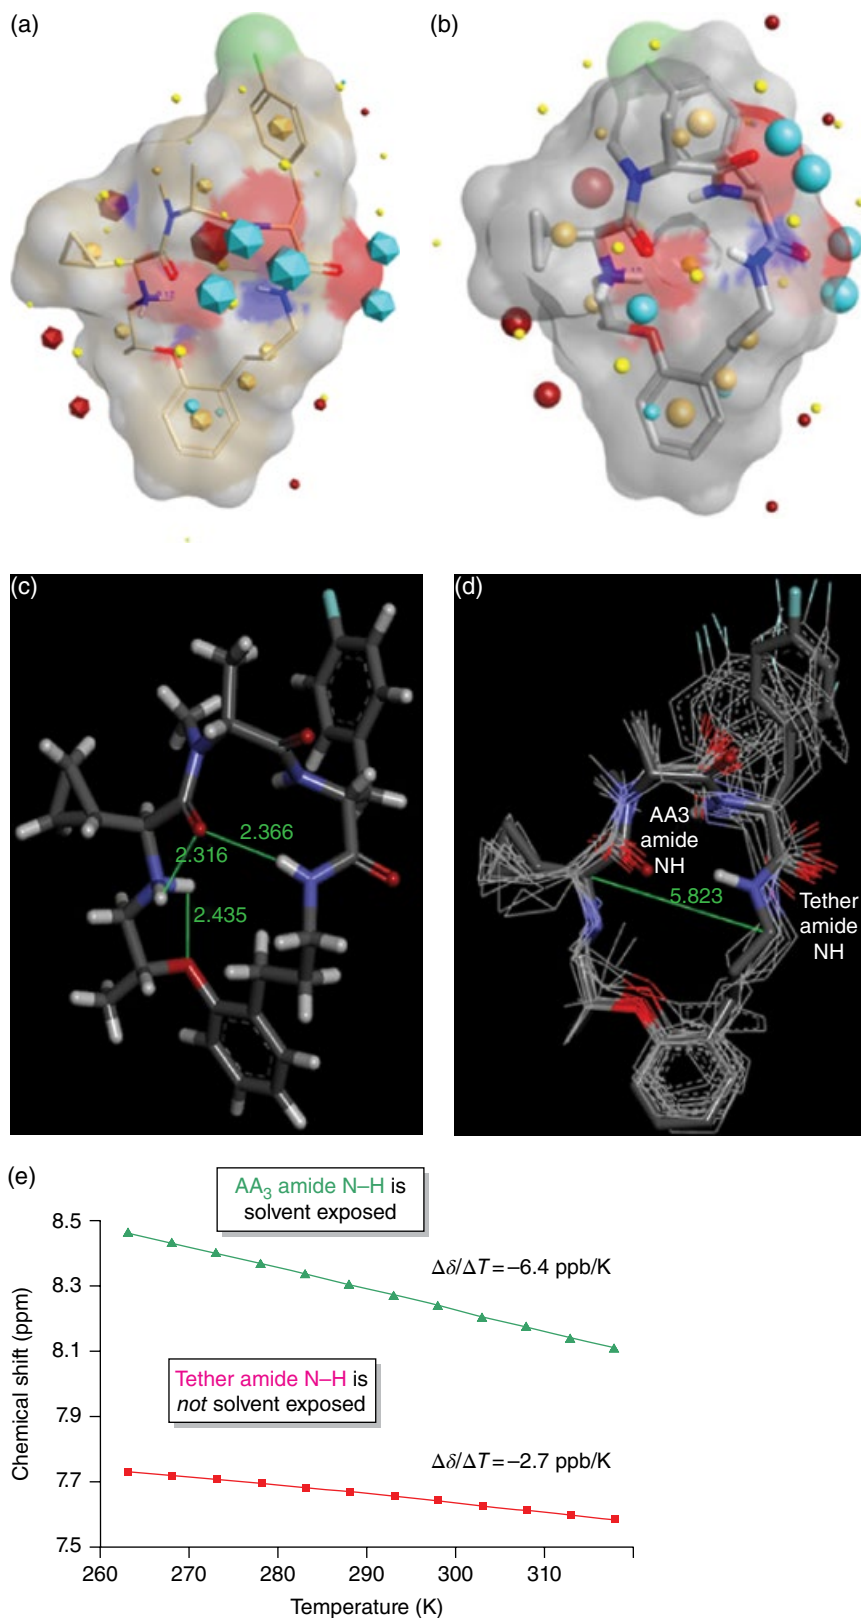 (a)
(b)
(c)
2.366
2.316
2.435
(d)
AA3
amide
NH
5.823
Tether
amide
NH
(e)
AA₃ amide N–H is
solvent exposed
8.5
Δδ/ΔT=–6.4 ppb/K
8.3
8.1
Tether amide N–H is
not solvent exposed
7.9
Δδ/ΔT=–2.7 ppb/K
7.7
7.5
Chemical shift (ppm)
260 270 280 290 300 310
Temperature (K)